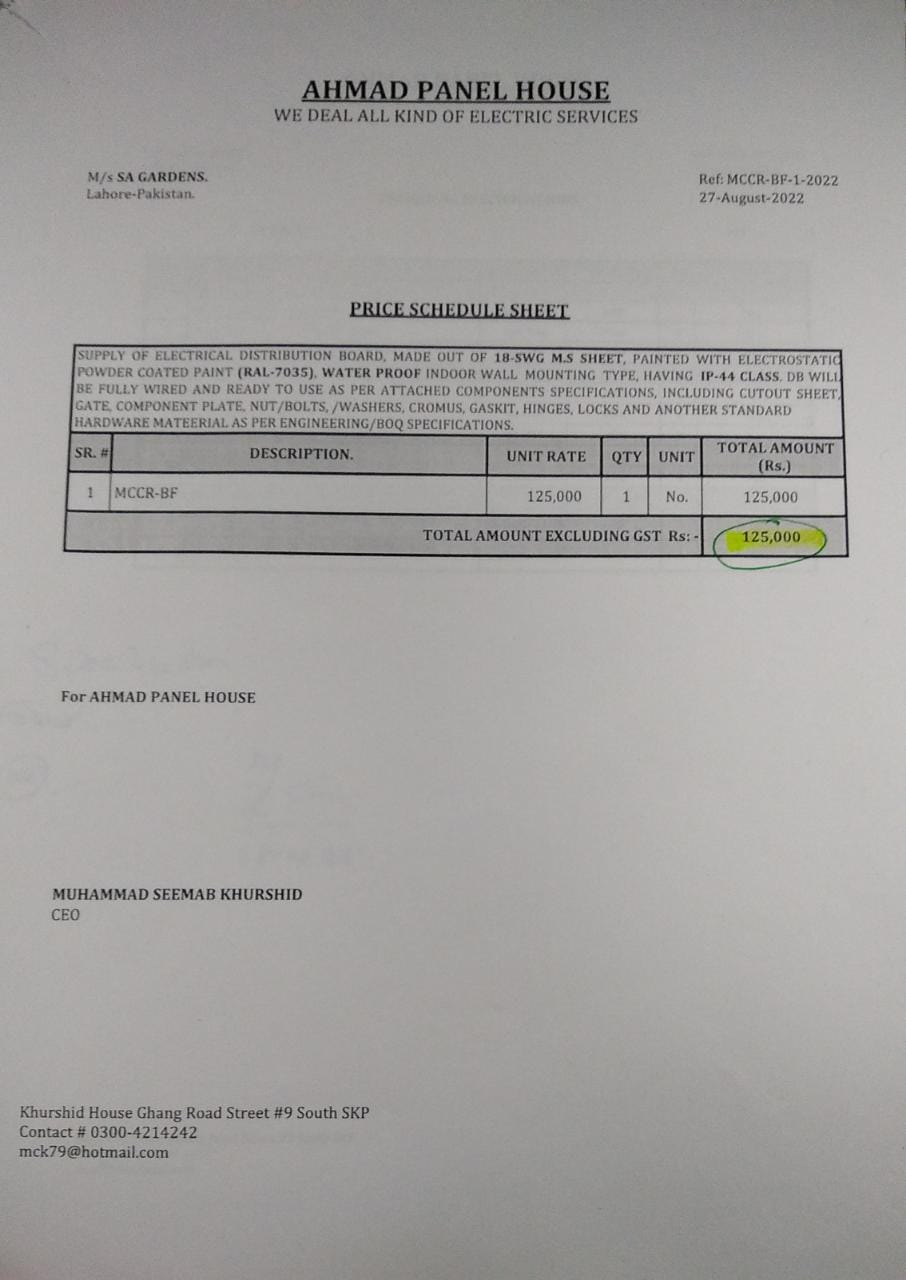 AHMAD PANEL HOUSE
WE DEAL ALL KIND OF ELECTRIC SERVICES
M/s SA GARDENS.
Lahore-Pakistan.
Ref: MCCR-BF-1-2022
27-August-2022
PRICE SCHEDULE SHEET
SUPPLY OF ELECTRICAL DISTRIBUTION BOARD, MADE OUT OF 18-SWG M.S SHEET, PAINTED WITH ELECTROSTATIC
POWDER COATED PAINT (RAL-7035), WATER PROOF INDOOR WALL MOUNTING TYPE, HAVING IP-44 CLASS. DB WILL
BE FULLY WIRED AND READY TO USE AS PER ATTACHED COMPONENTS SPECIFICATIONS, INCLUDING CUTOUT SHEET,
GATE, COMPONENT PLATE, NUT/BOLTS, /WASHERS, CROMUS, GASKIT, HINGES, LOCKS AND ANOTHER STANDARD
HARDWARE MATEERIAL AS PER ENGINEERING/BOQ SPECIFICATIONS.
SR. # DESCRIPTION. UNIT RATE QTY UNIT TOTAL AMOUNT (Rs.)
1 MCCR-BF 125,000 1 No. 125,000
TOTAL AMOUNT EXCLUDING GST Rs: - 125,000
For AHMAD PANEL HOUSE
MUHAMMAD SEEMAB KHURSHID
CEO
Khurshid House Ghang Road Street #9 South SKP
Contact # 0300-4214242
mck79@hotmail.com